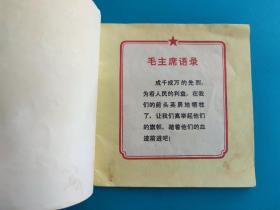 毛主席语录
成千成万的先烈，
为着人民的利益，在我
们的前头英勇地牺牲
了，让我们高举起他们
的旗帜，踏着他们的血
迹前进吧！